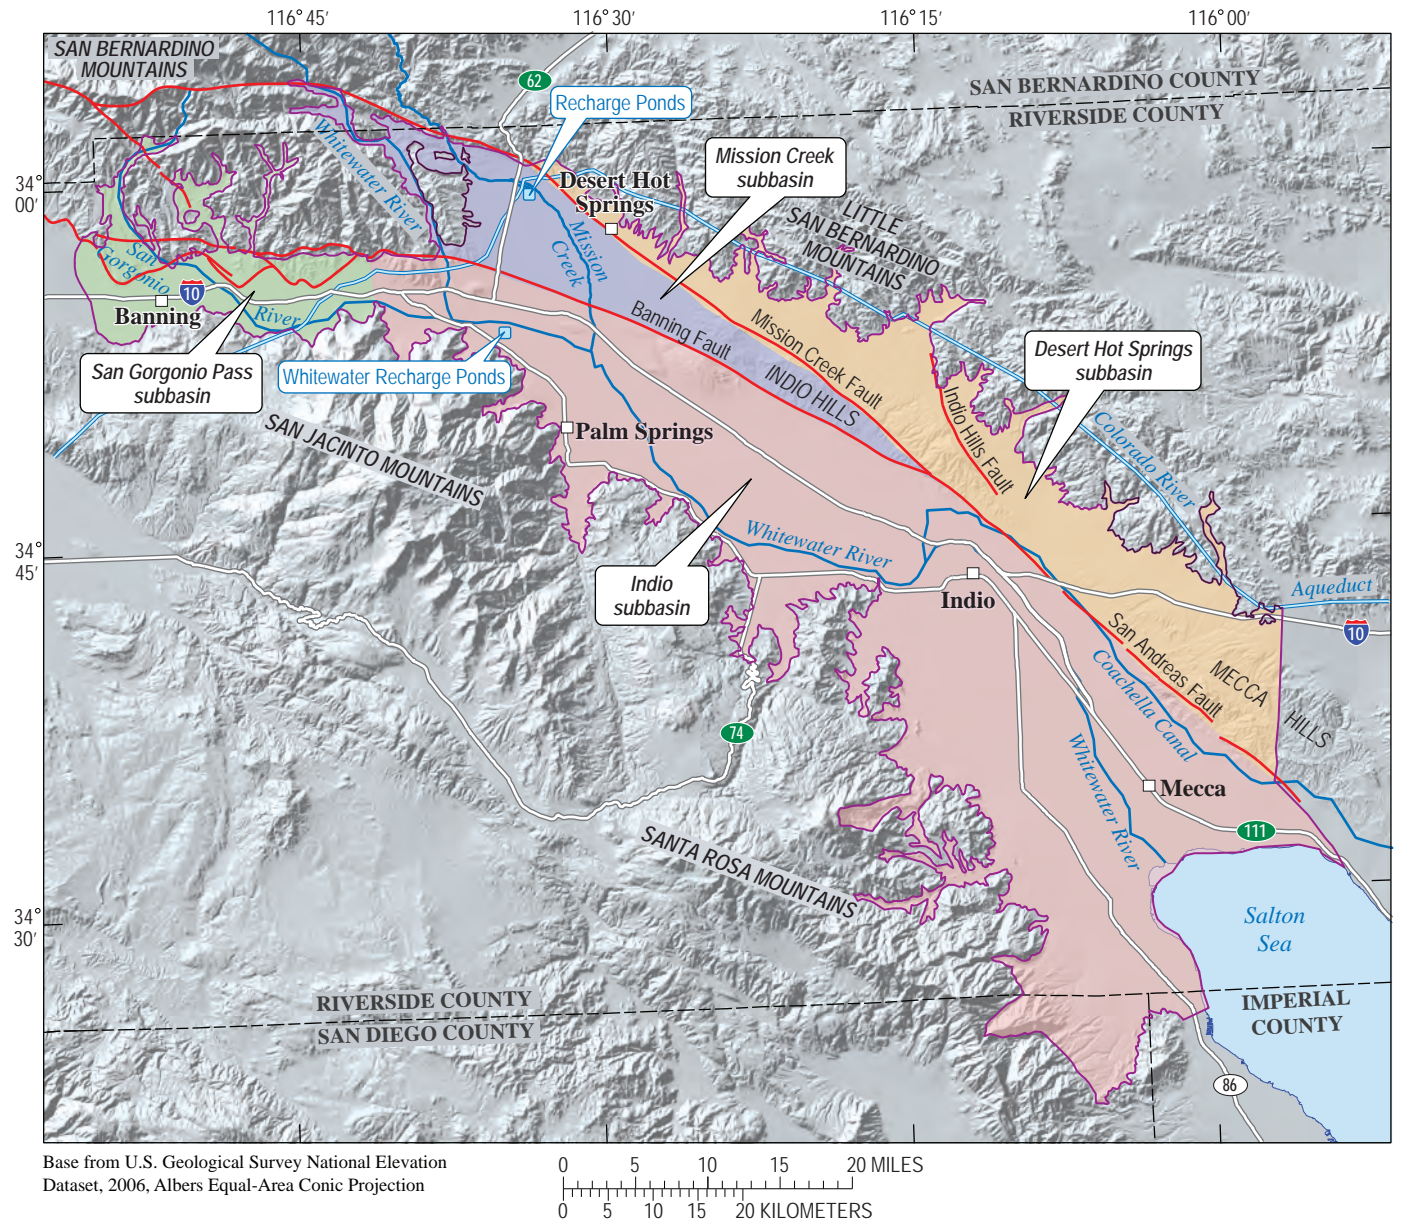 116°45′
116°30′
116°15′
116°00′
SAN BERNARDINO
MOUNTAINS
62
SAN BERNARDINO COUNTY
RIVERSIDE COUNTY
Recharge Ponds
Whitewater River
Mission Creek
subbasin
Desert Hot
Springs
34°
00′
LITTLE
SAN BERNARDINO
MOUNTAINS
Mission
Creek
San
Gorgonio
River
10
Banning
Banning Fault
Mission Creek Fault
INDIO HILLS
Desert Hot Springs
subbasin
San Gorgonio Pass
subbasin
Whitewater Recharge Ponds
Indio Hills Fault
SAN JACINTO MOUNTAINS
Palm Springs
Colorado River
Aqueduct
34°
45′
Whitewater River
Indio
subbasin
Indio
10
San Andreas Fault
MECCA
HILLS
Coachella Canal
74
Whitewater River
Mecca
111
SANTA ROSA MOUNTAINS
34°
30′
Salton
Sea
RIVERSIDE COUNTY
SAN DIEGO COUNTY
IMPERIAL
COUNTY
86
Base from U.S. Geological Survey National Elevation
Dataset, 2006, Albers Equal-Area Conic Projection
0 5 10 15 20 MILES
0 5 10 15 20 KILOMETERS